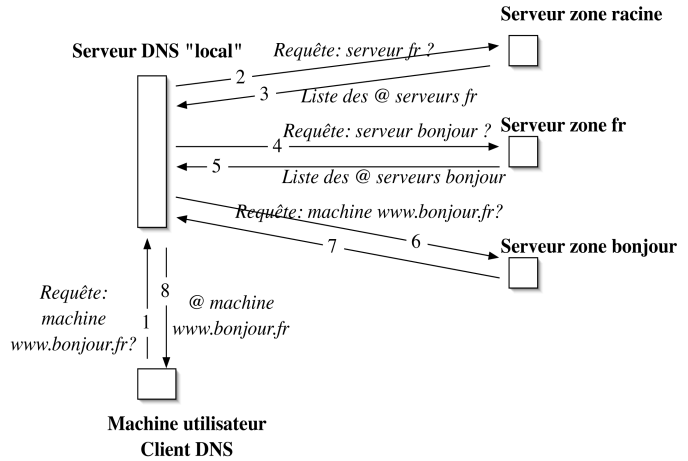 Serveur zone racine
Serveur DNS "local"
Requête: serveur fr ?
2
3
Liste des @ serveurs fr
Serveur zone fr
Requête: serveur bonjour ?
4
5
Liste des @ serveurs bonjour
Requête: machine www.bonjour.fr?
6
7
Serveur zone bonjour
Requête:
machine
www.bonjour.fr?
1
8
@ machine
www.bonjour.fr
Machine utilisateur
Client DNS